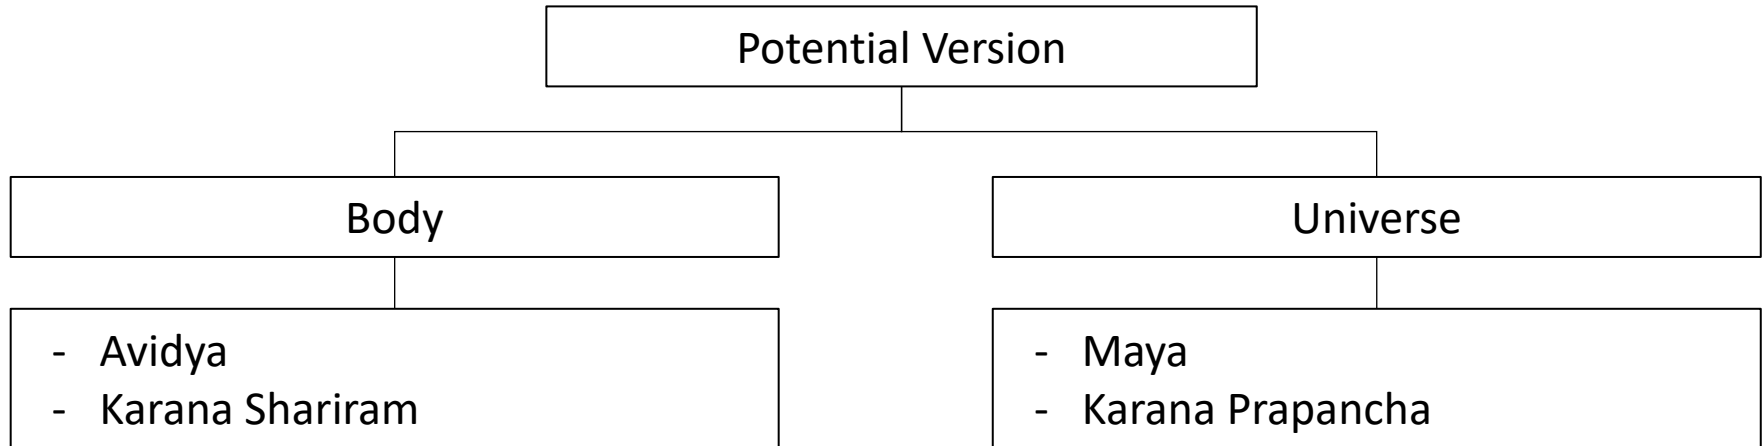 Potential Version
Body
Universe
- Avidya
- Karana Shariram
- Maya
- Karana Prapancha